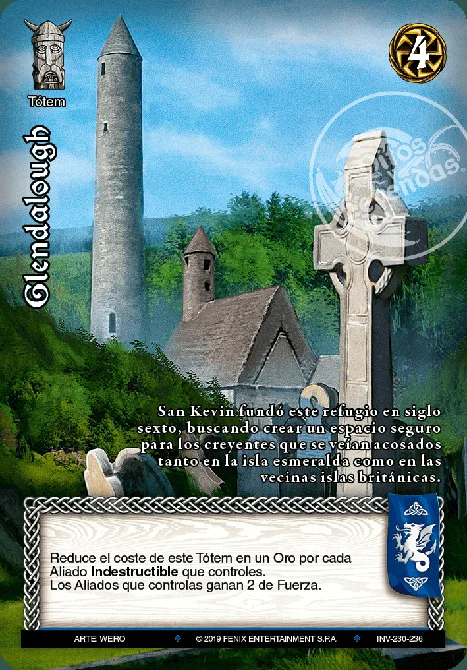 4
Tótem
Glendalough
San Kevin fundó este refugio en siglo
sexto, buscando crear un espacio seguro
para los creyentes que se veían acosados
tanto en la isla esmeralda como en las
vecinas islas británicas.
Reduce el coste de este Tótem en un Oro por cada
Aliado Indestructible que controles.
Los Aliados que controlas ganan 2 de Fuerza.
ARTE WERO © 2019 FENIX ENTERTAINMENT S.P.A INV-230-236